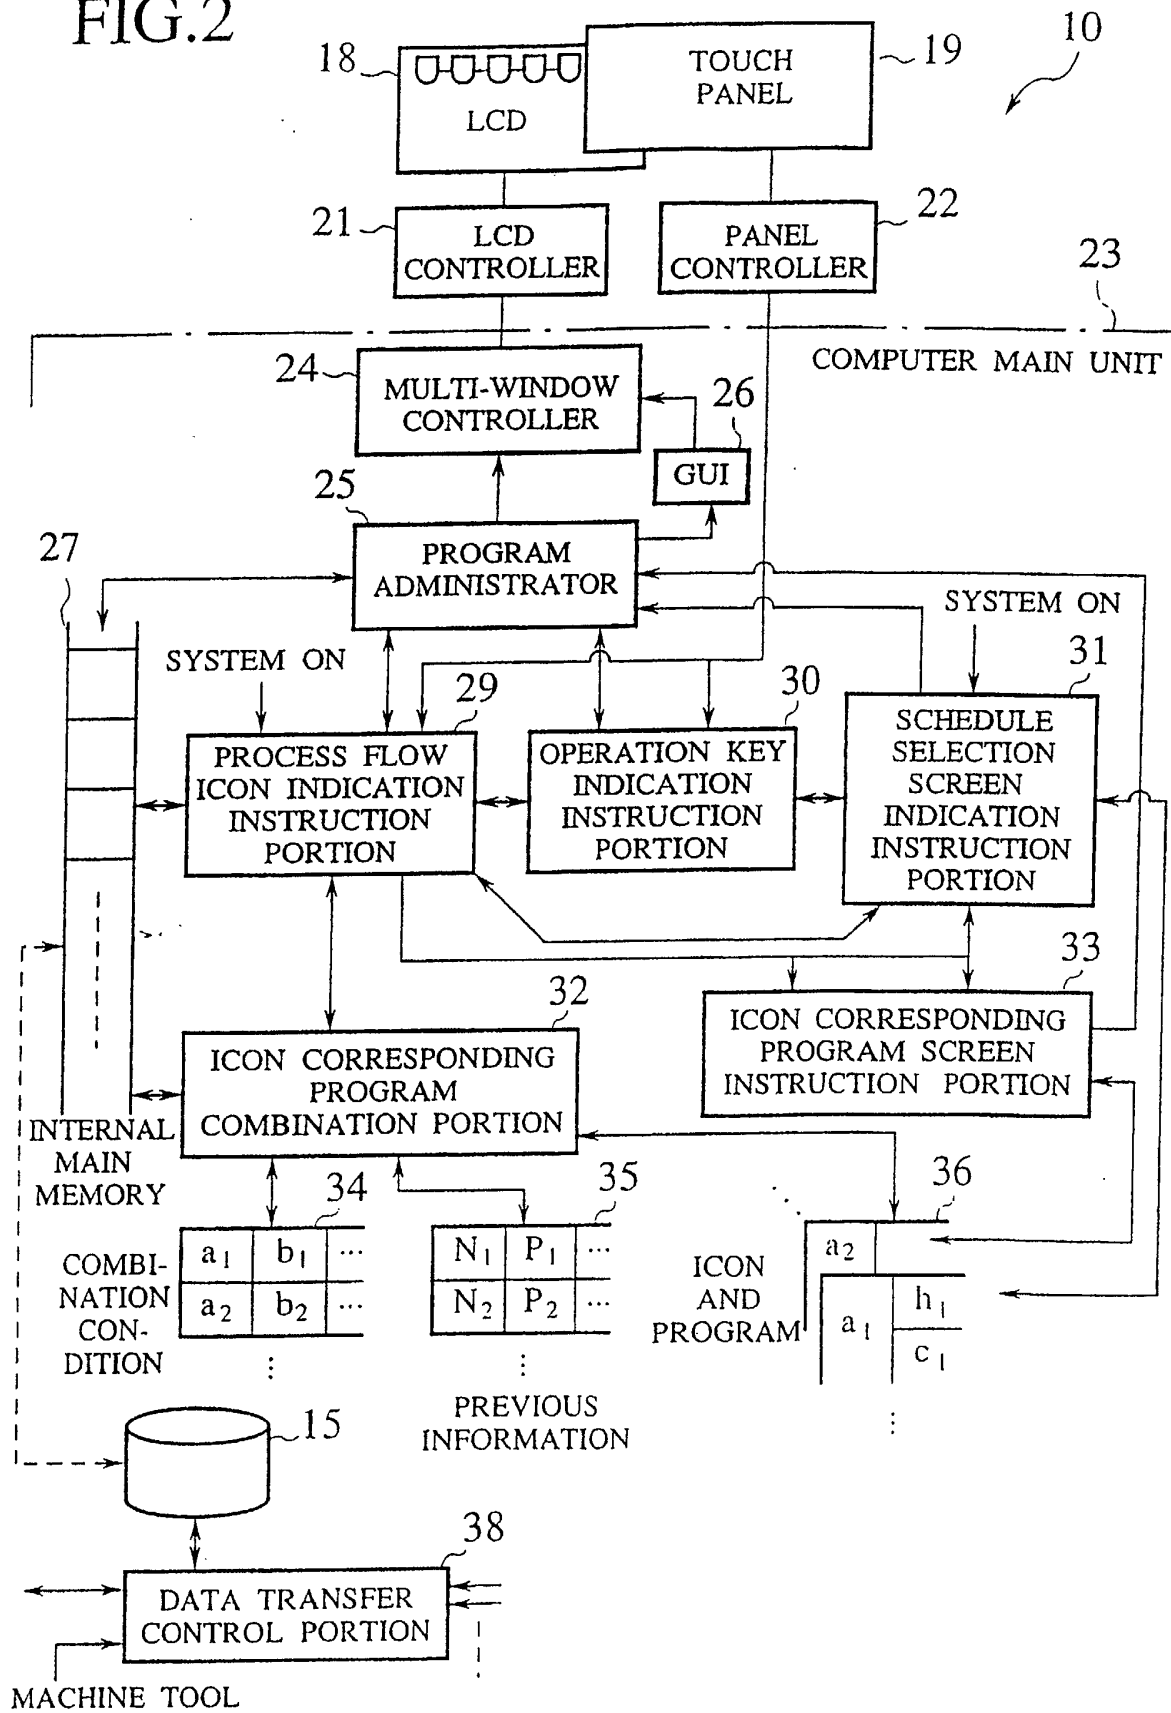 FIG.2
18
19
10
TOUCH
PANEL
LCD
21
22
LCD
CONTROLLER
PANEL
CONTROLLER
23
COMPUTER MAIN UNIT
24
MULTI-WINDOW
CONTROLLER
26
GUI
25
PROGRAM
ADMINISTRATOR
27
SYSTEM ON
SYSTEM ON
29
30
31
PROCESS FLOW
ICON INDICATION
INSTRUCTION
PORTION
OPERATION KEY
INDICATION
INSTRUCTION
PORTION
SCHEDULE
SELECTION
SCREEN
INDICATION
INSTRUCTION
PORTION
32
33
ICON CORRESPONDING
PROGRAM
COMBINATION PORTION
ICON CORRESPONDING
PROGRAM SCREEN
INSTRUCTION PORTION
INTERNAL
MAIN
MEMORY
34
35
36
COMBI-
NATION
CON-
DITION
a1 b1 ...
a2 b2 ...
N1 P1 ...
N2 P2 ...
PREVIOUS
INFORMATION
ICON
AND
PROGRAM
a2
a1 h1
c1
15
38
DATA TRANSFER
CONTROL PORTION
MACHINE TOOL